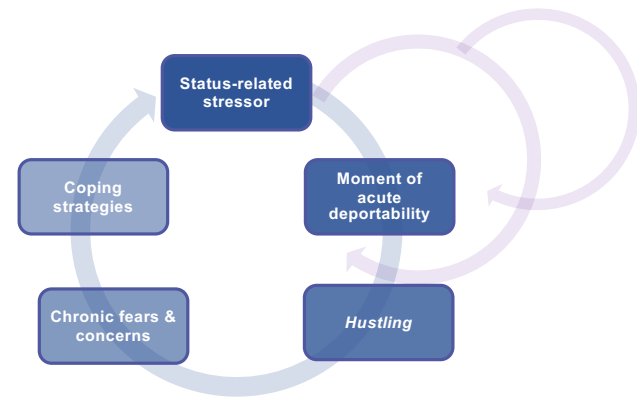 Status-related
stressor
Moment of
acute
deportability
Hustling
Chronic fears &
concerns
Coping
strategies